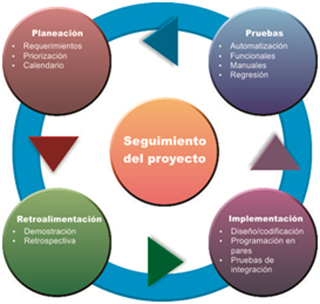 Planeación
• Requerimientos
• Priorización
• Calendario
Pruebas
• Automatización
• Funcionales
• Manuales
• Regresión
Seguimiento
del proyecto
Retroalimentación
• Demostración
• Retrospectiva
Implementación
• Diseño/codificación
• Programación en
pares
• Pruebas de
integración